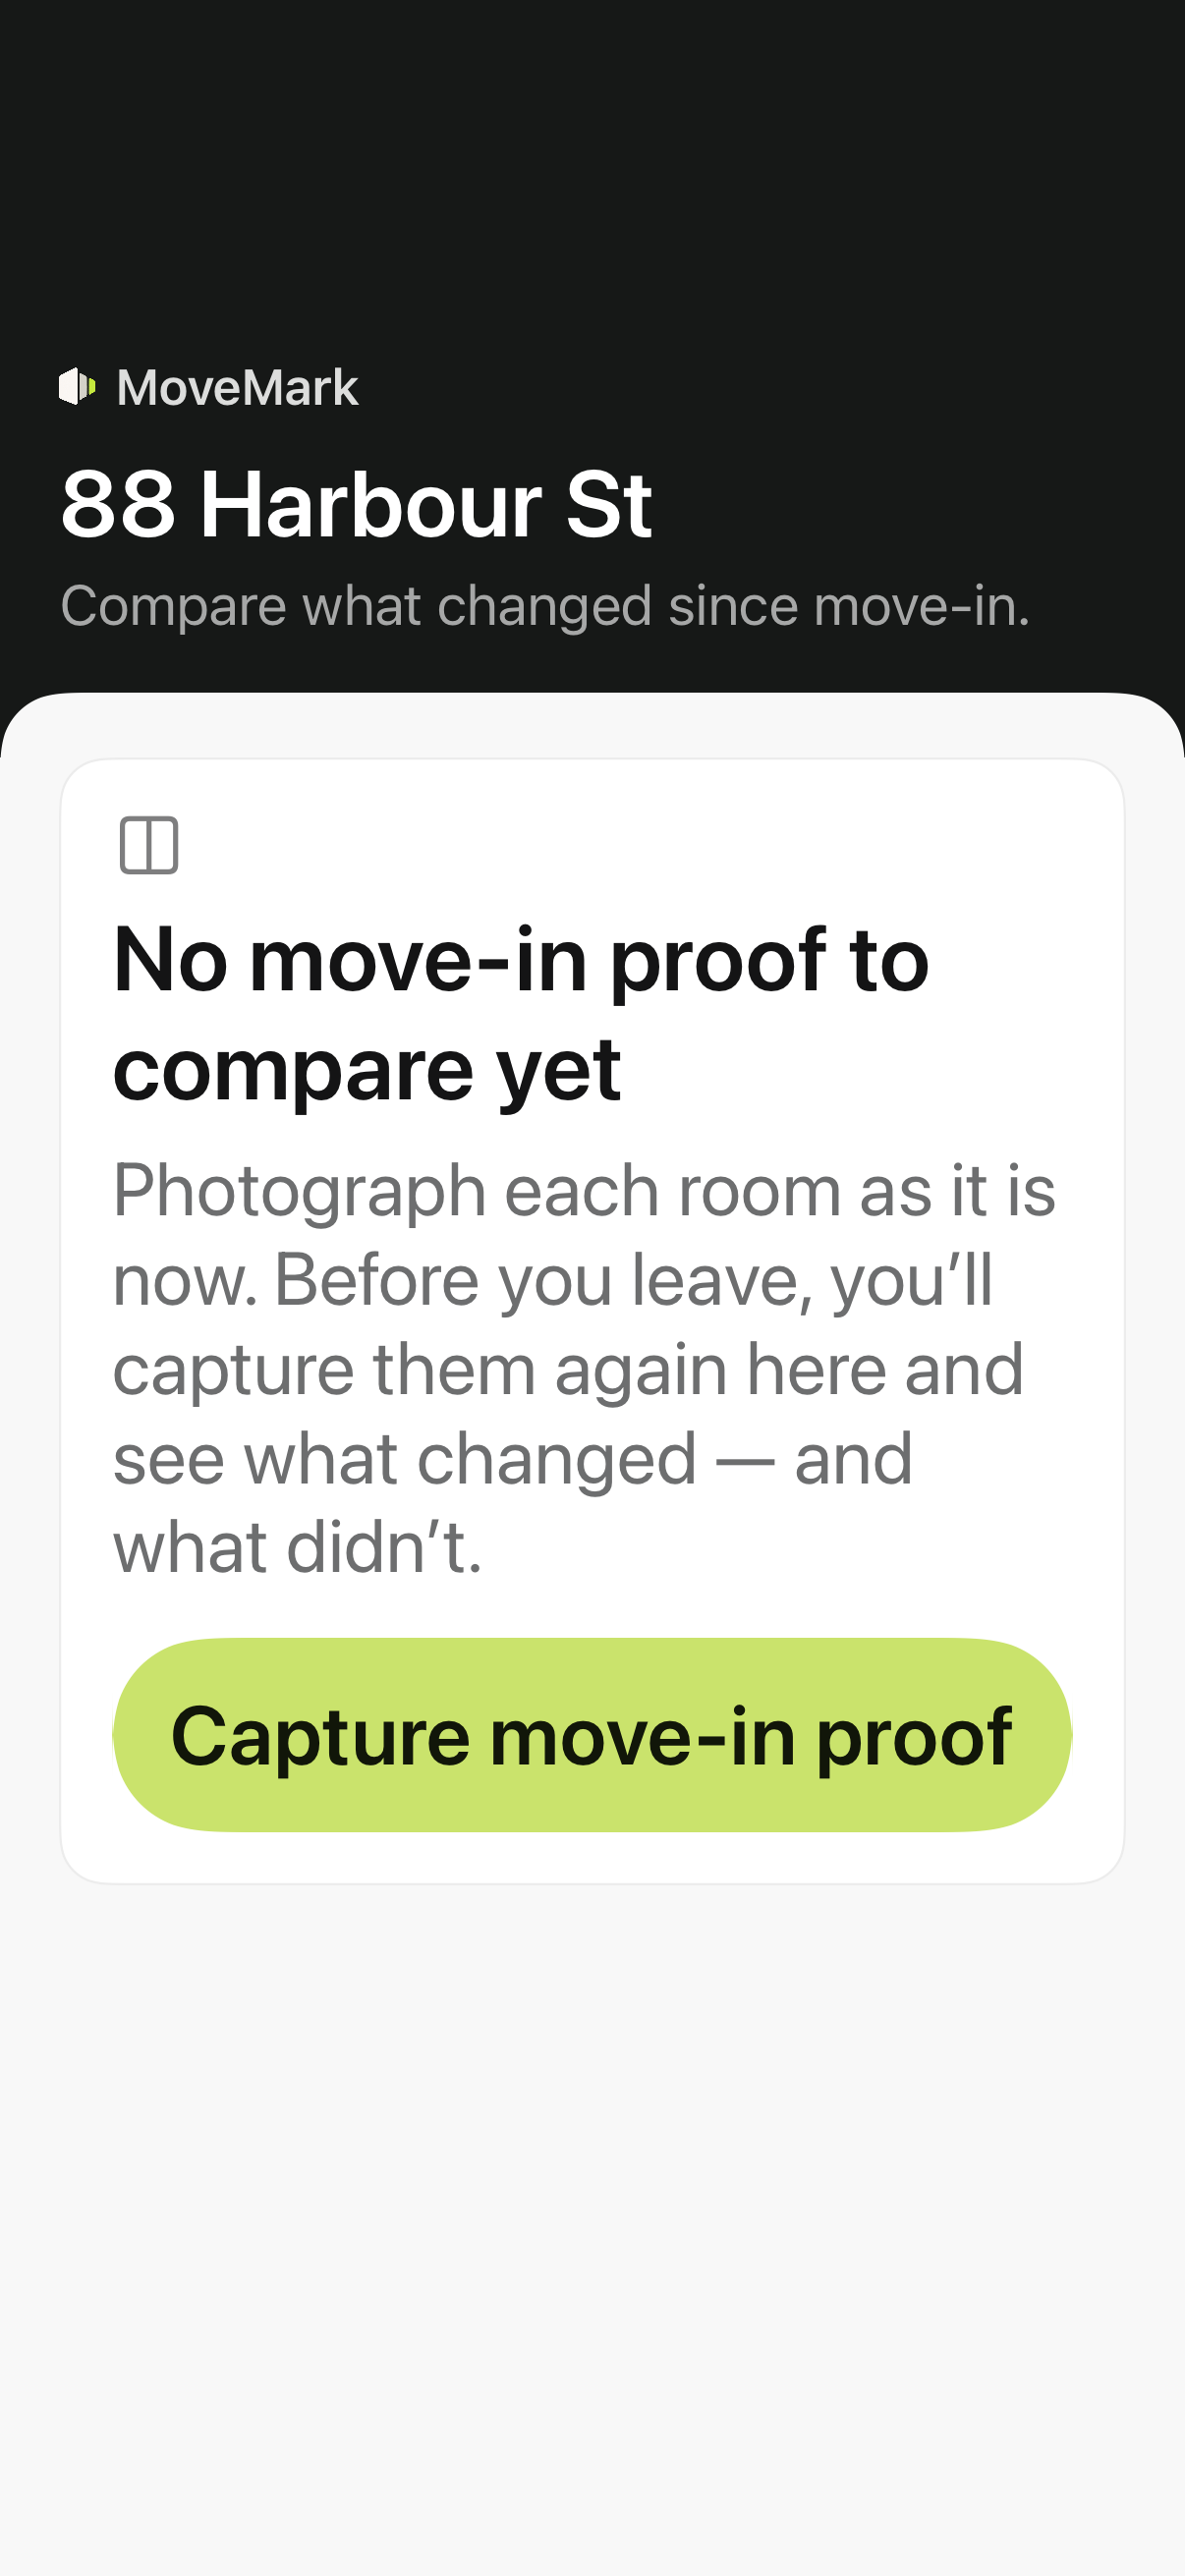 MoveMark
88 Harbour St
Compare what changed since move-in.
No move-in proof to
compare yet
Photograph each room as it is
now. Before you leave, you’ll
capture them again here and
see what changed — and
what didn’t.
Capture move-in proof